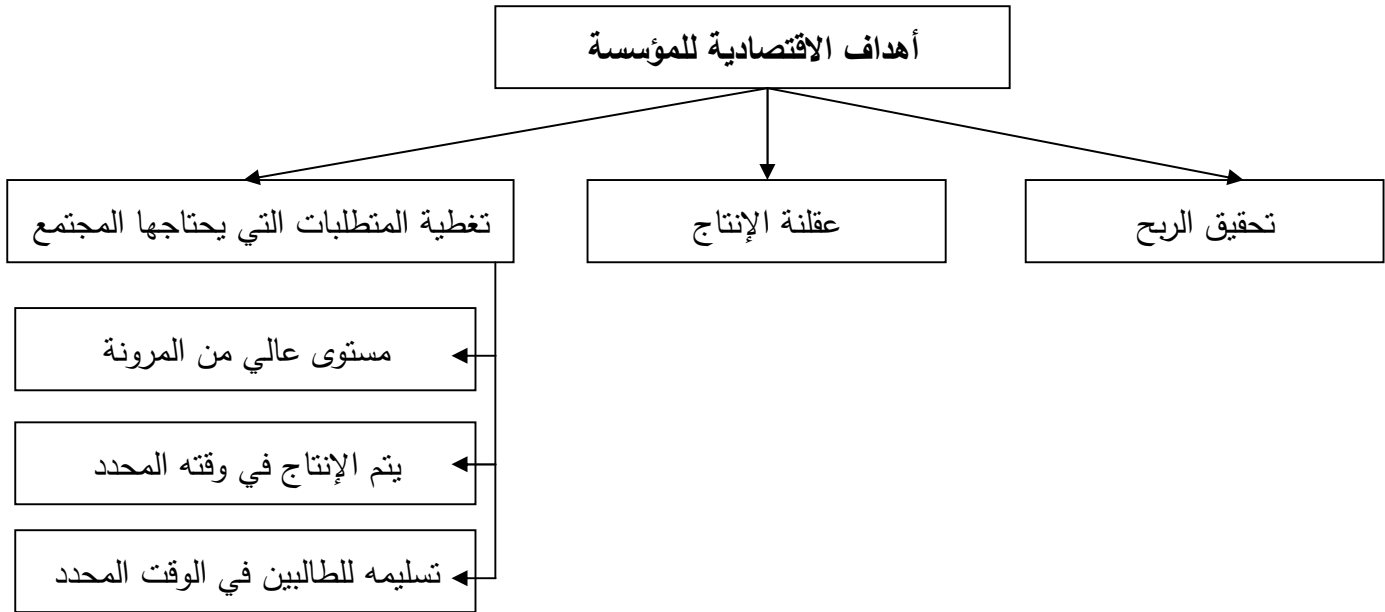 أهداف الاقتصادية للمؤسسة
تحقيق الربح
عقلنة الإنتاج
تغطية المتطلبات التي يحتاجها المجتمع
مستوى عالي من المرونة
يتم الإنتاج في وقته المحدد
تسليمه للطالبين في الوقت المحدد